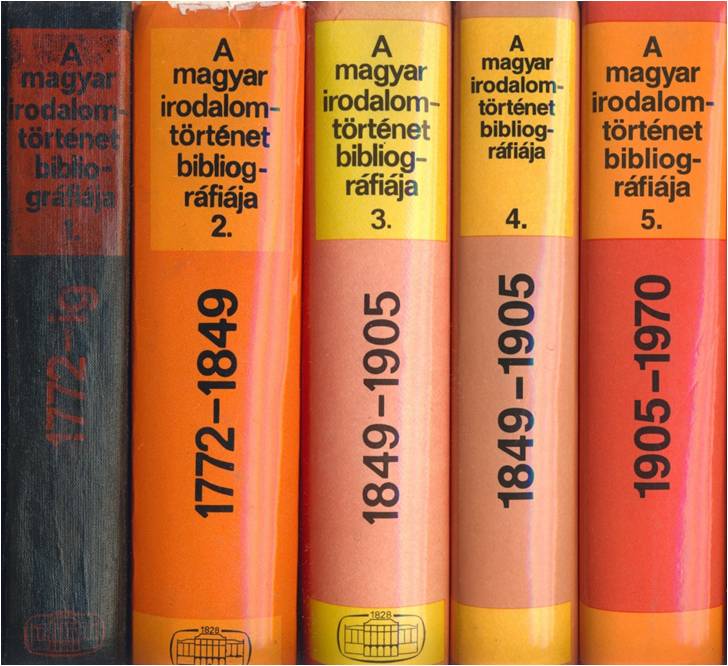 A
magyar
irodalom-
történet
biblio-
gráfiája
1.
1772-ig
A
magyar
irodalom-
történet
bibliog-
ráfiája
2.
1772–1849
1828
A
magyar
irodalom-
történet
bibliog-
ráfiája
3.
1849–1905
1828
A
magyar
irodalom-
történet
bibliog-
ráfiája
4.
1849–1905
A
magyar
irodalom-
történet
bibliog-
ráfiája
5.
1905–1970